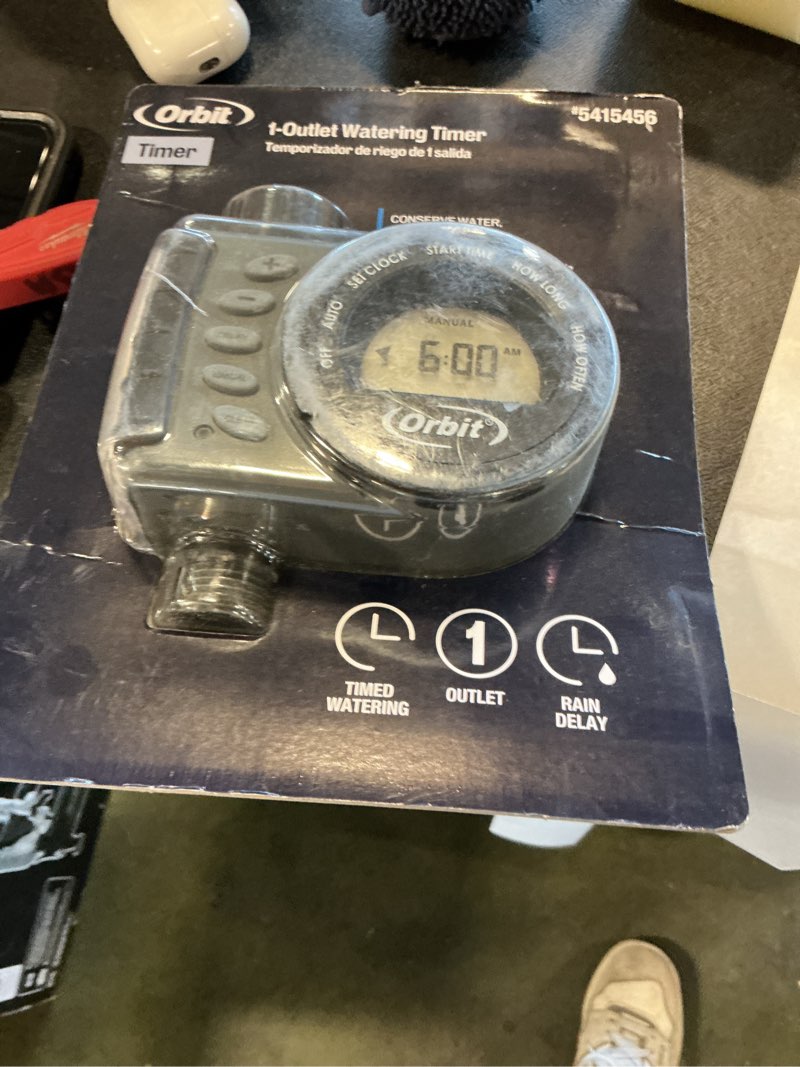 Orbit
#5415456
Timer
1-Outlet Watering Timer
Temporizador de riego de 1 salida
CONSERVE WATER.
OFF AUTO SET CLOCK START TIME HOW LONG HOW OFTEN
MANUAL
6:00 AM
Orbit
TIMED
WATERING
1
OUTLET
RAIN
DELAY